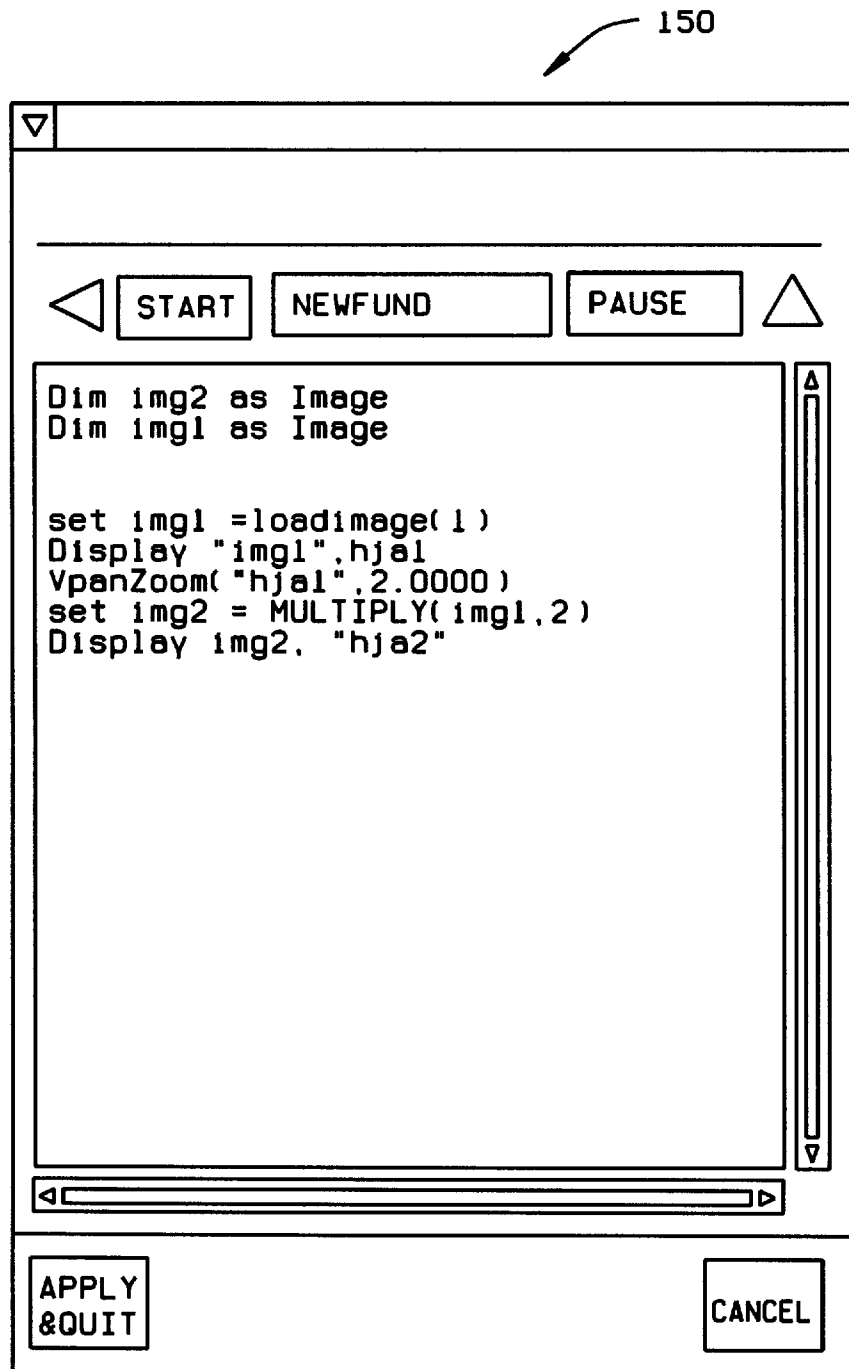 150
START NEWFUND PAUSE
Dim img2 as Image
Dim img1 as Image
set img1 =loadimage(1)
Display "img1",hja1
VpanZoom("hja1",2.0000)
set img2 = MULTIPLY(img1,2)
Display img2, "hja2"
APPLY
&QUIT
CANCEL